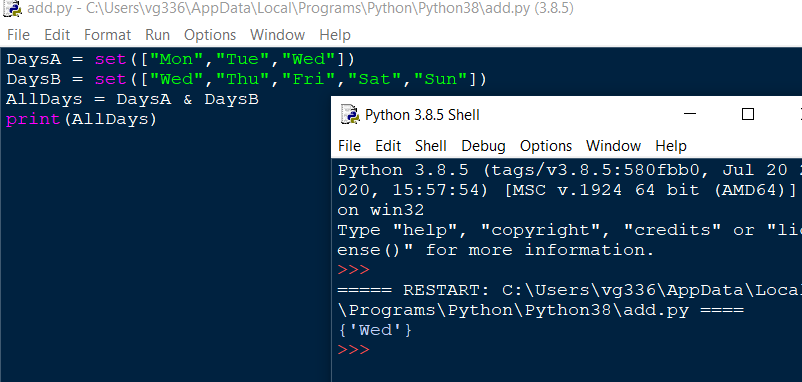 add.py - C:\Users\vg336\AppData\Local\Programs\Python\Python38\add.py (3.8.5)
File Edit Format Run Options Window Help
DaysA = set(["Mon","Tue","Wed"])
DaysB = set(["Wed","Thu","Fri","Sat","Sun"])
AllDays = DaysA & DaysB
print(AllDays)
Python 3.8.5 Shell
File Edit Shell Debug Options Window Help
Python 3.8.5 (tags/v3.8.5:580fbb0, Jul 20 2
020, 15:57:54) [MSC v.1924 64 bit (AMD64)]
on win32
Type "help", "copyright", "credits" or "lic
ense()" for more information.
>>>
===== RESTART: C:\Users\vg336\AppData\Local
\Programs\Python\Python38\add.py ====
{'Wed'}
>>>